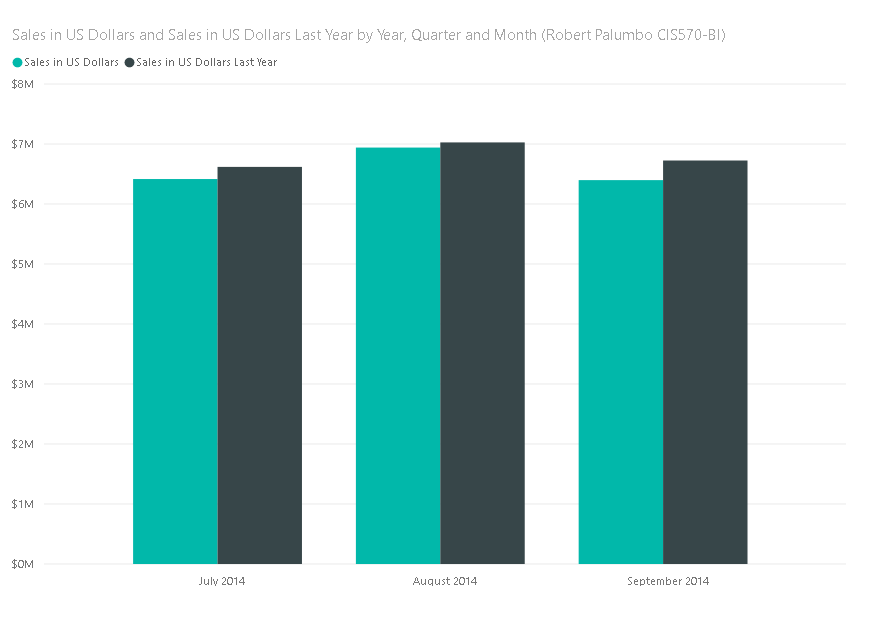 Sales in US Dollars and Sales in US Dollars Last Year by Year, Quarter and Month (Robert Palumbo CIS570-BI)
Sales in US Dollars Sales in US Dollars Last Year
$8M
$7M
$6M
$5M
$4M
$3M
$2M
$1M
$0M
July 2014 August 2014 September 2014